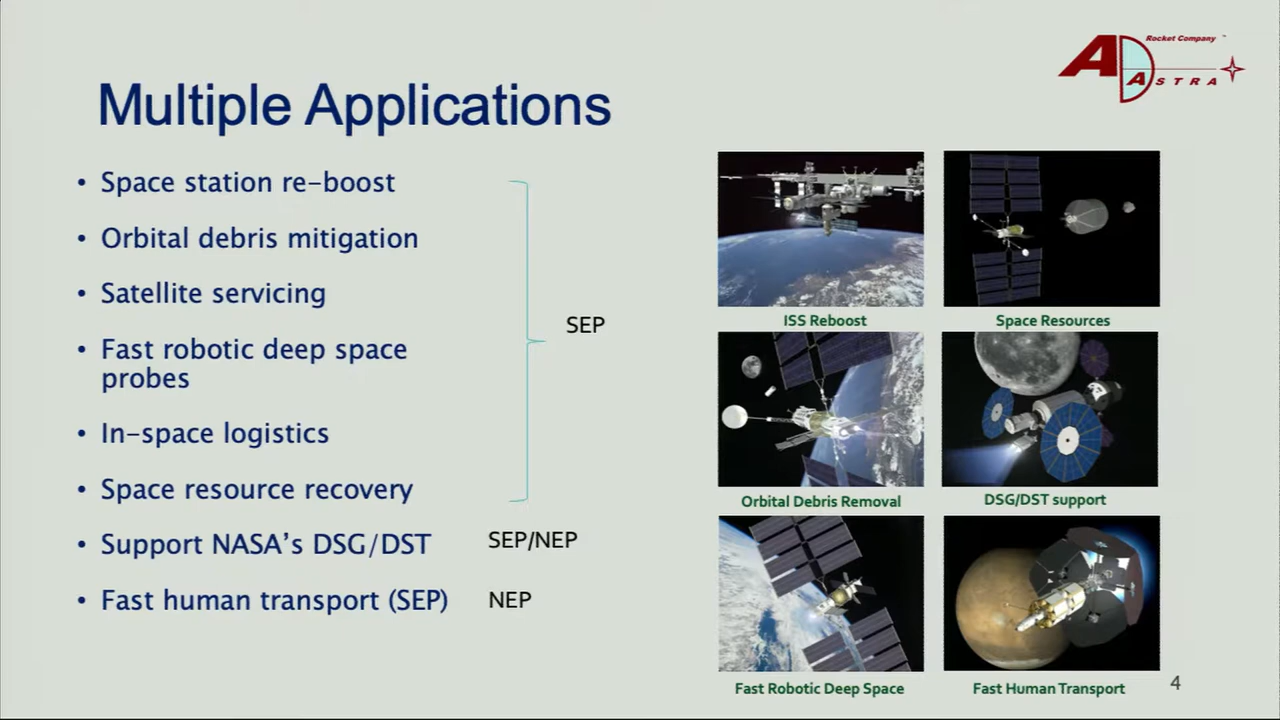 Rocket Company ™
AD ASTRA
Multiple Applications
• Space station re-boost
• Orbital debris mitigation
• Satellite servicing
• Fast robotic deep space
probes
• In-space logistics
• Space resource recovery
SEP
• Support NASA's DSG/DST
SEP/NEP
• Fast human transport (SEP)
NEP
ISS Reboost
Space Resources
Orbital Debris Removal
DSG/DST support
Fast Robotic Deep Space
Fast Human Transport
4